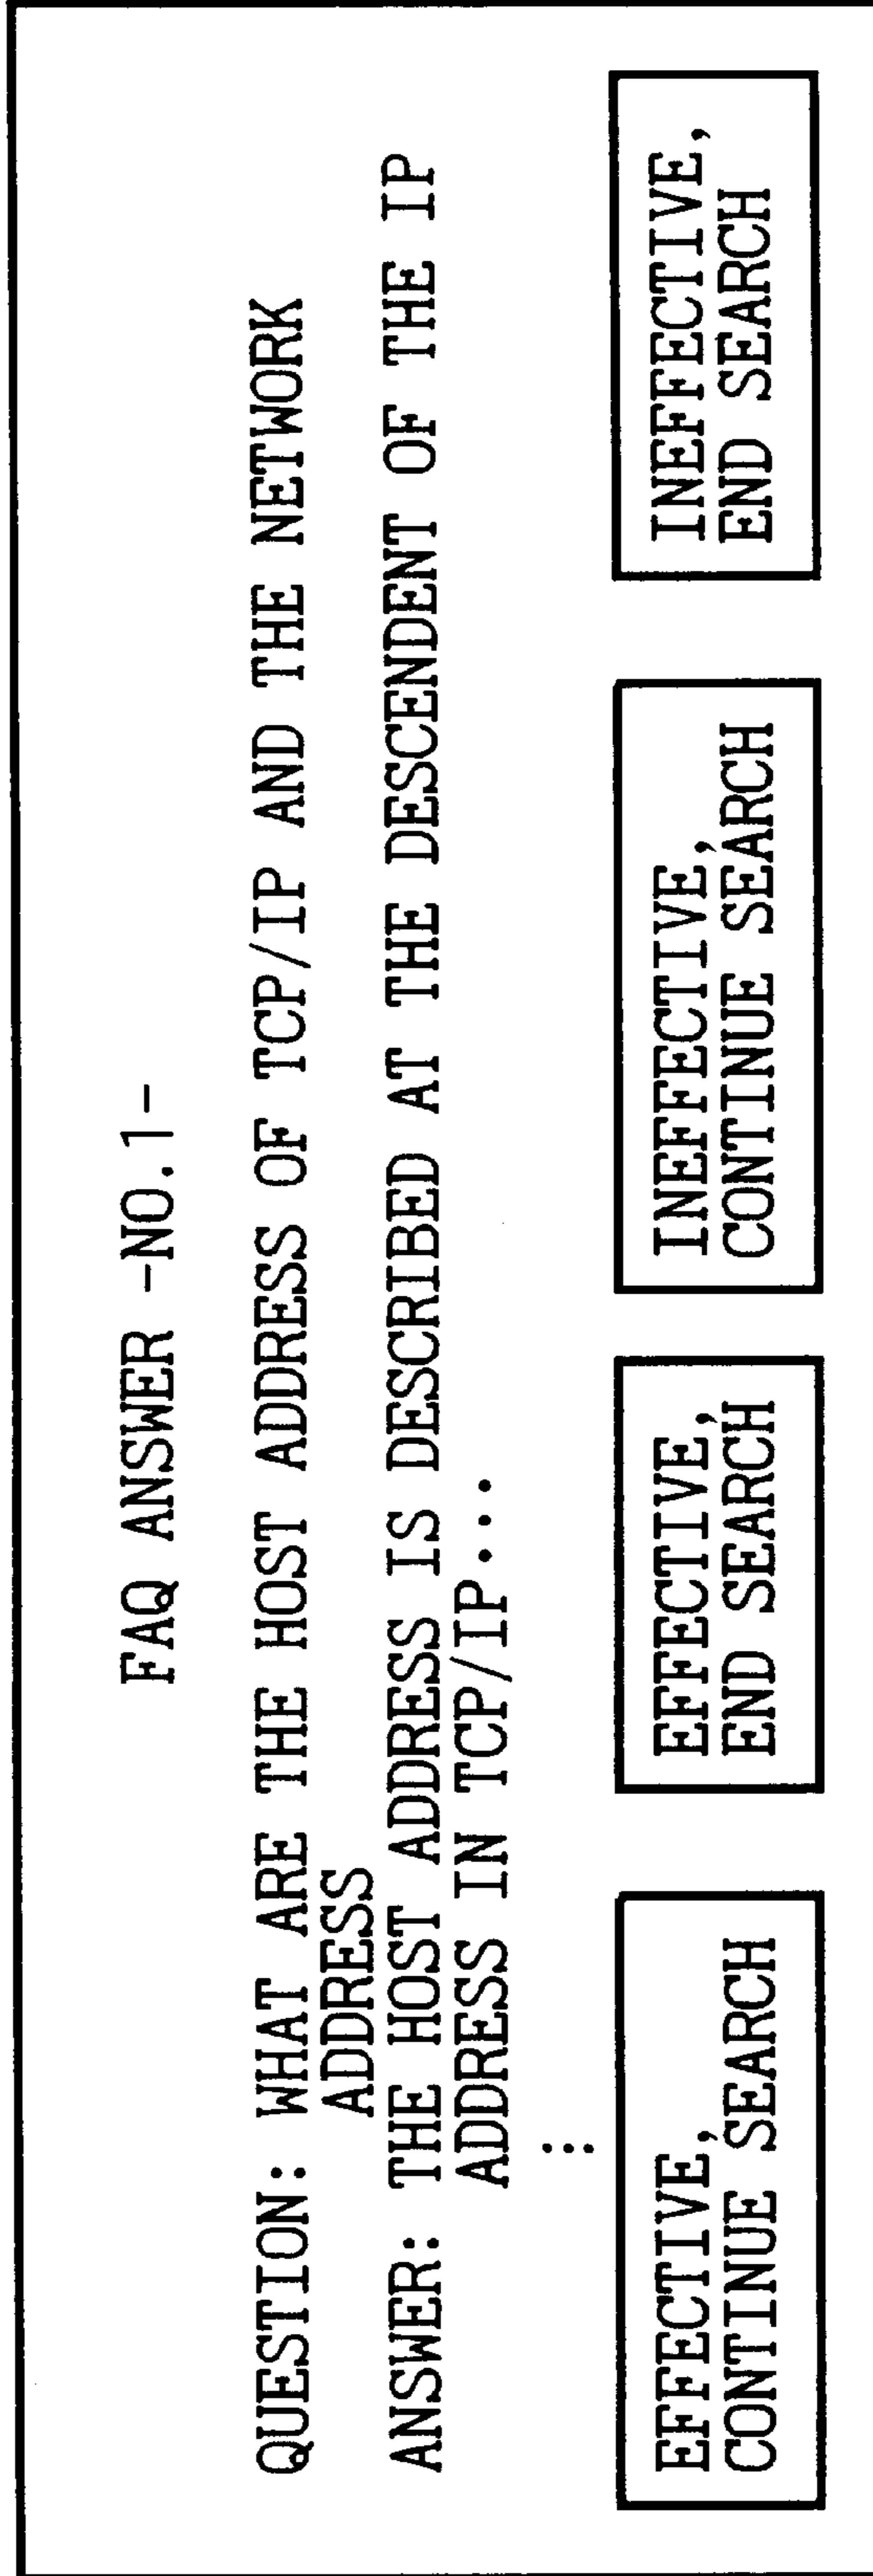 FAQ ANSWER -NO.1-
QUESTION: WHAT ARE THE HOST ADDRESS OF TCP/IP AND THE NETWORK
ADDRESS
ANSWER: THE HOST ADDRESS IS DESCRIBED AT THE DESCENDENT OF THE IP
ADDRESS IN TCP/IP...
⋮
EFFECTIVE,
CONTINUE SEARCH
EFFECTIVE,
END SEARCH
INEFFECTIVE,
CONTINUE SEARCH
INEFFECTIVE,
END SEARCH